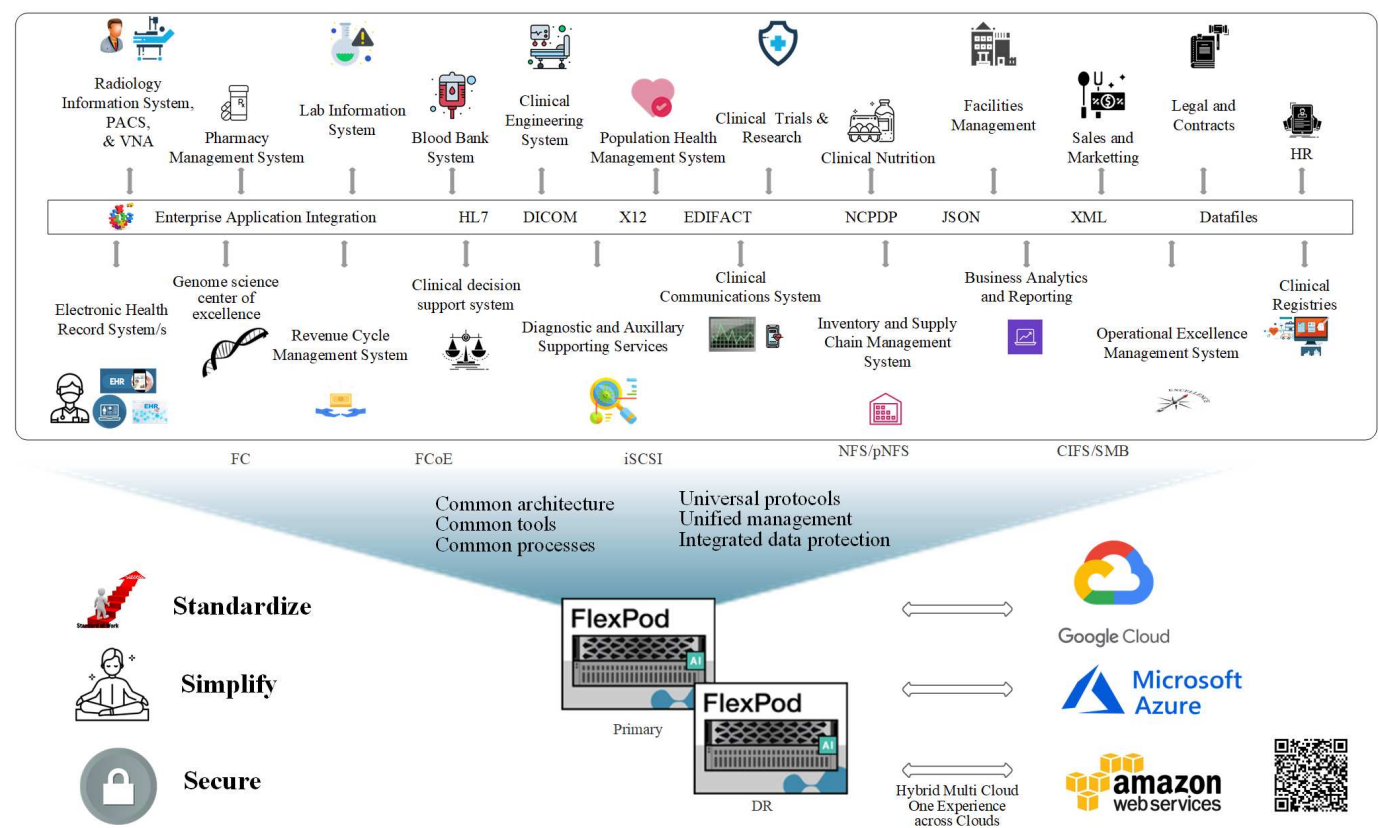 Radiology
Information System,
PACS,
& VNA
Pharmacy
Management System
Lab Information
System
Blood Bank
System
Clinical
Engineering
System
Population Health
Management System
Clinical Trials &
Research
Clinical Nutrition
Facilities
Management
Sales and
Marketting
Legal and
Contracts
HR
Enterprise Application Integration HL7 DICOM X12 EDIFACT NCPDP JSON XML Datafiles
Electronic Health
Record System/s
EHR
EHR
Genome science
center of
excellence
Revenue Cycle
Management System
Clinical decision
support system
Diagnostic and Auxillary
Supporting Services
Clinical
Communications System
Inventory and Supply
Chain Management
System
Business Analytics
and Reporting
Operational Excellence
Management System
EXCELLENCE
Clinical
Registries
FC FCoE iSCSI NFS/pNFS CIFS/SMB
Common architecture
Common tools
Common processes
Universal protocols
Unified management
Integrated data protection
Standardize
Simplify
Secure
FlexPod
AI
Primary
FlexPod
AI
DR
Google Cloud
Microsoft
Azure
amazon
web services
Hybrid Multi Cloud
One Experience
across Clouds